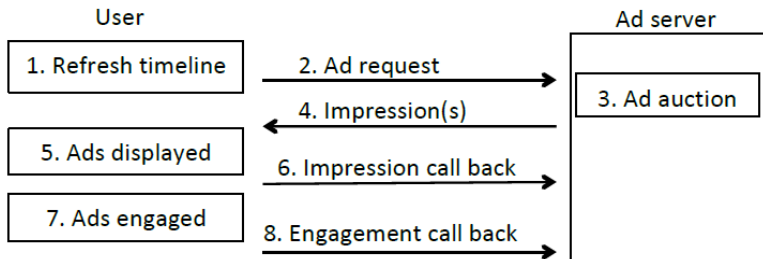 User
Ad server
1. Refresh timeline
2. Ad request
3. Ad auction
4. Impression(s)
5. Ads displayed
6. Impression call back
7. Ads engaged
8. Engagement call back